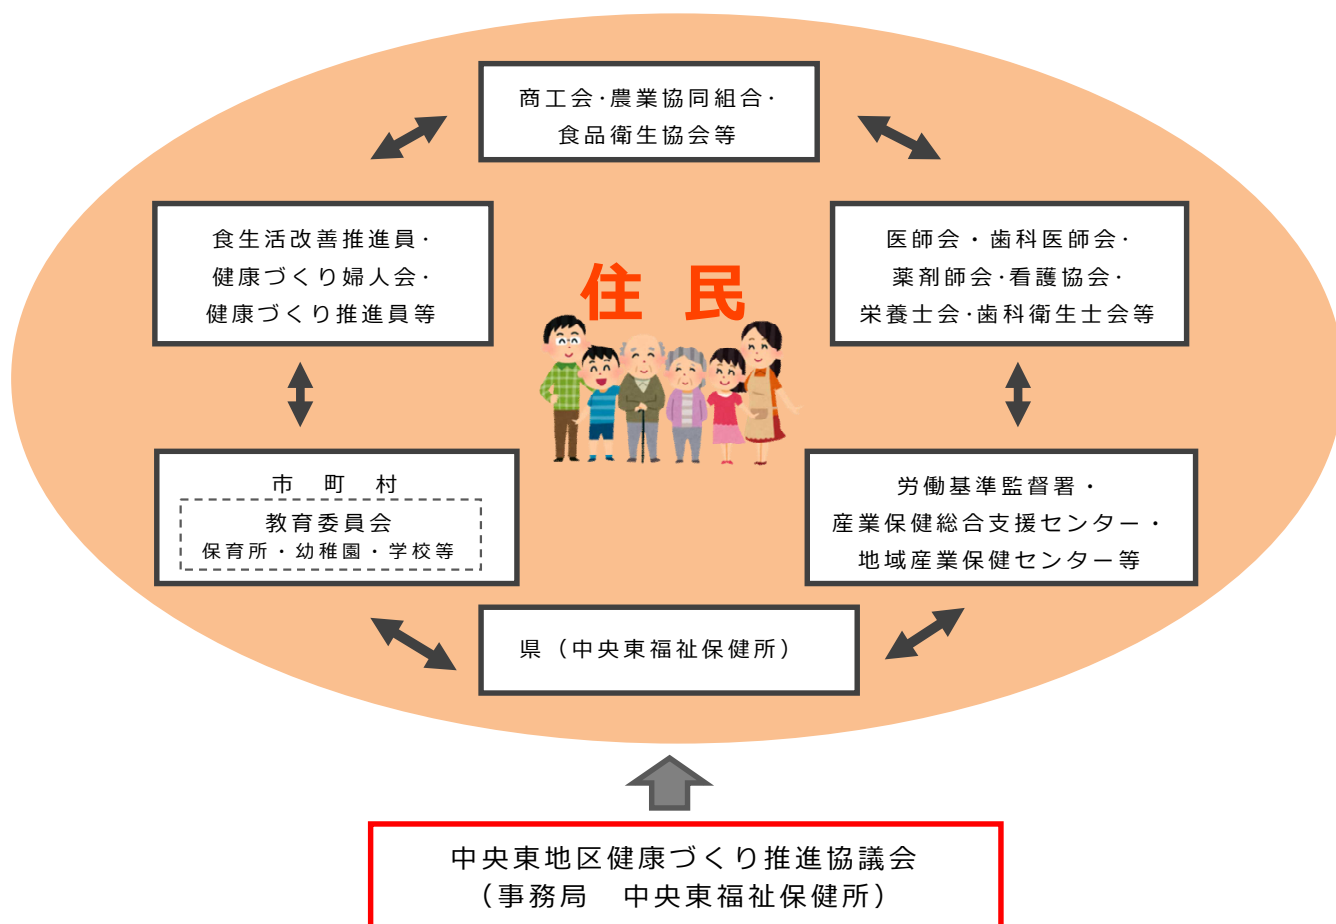 商工会･農業協同組合･
食品衛生協会等
食生活改善推進員･
健康づくり婦人会･
健康づくり推進員等
医師会・歯科医師会･
薬剤師会･看護協会･
栄養士会･歯科衛生士会等
住 民
市 町 村
教育委員会
保育所・幼稚園・学校等
労働基準監督署・
産業保健総合支援センター・
地域産業保健センター等
県（中央東福祉保健所）
中央東地区健康づくり推進協議会
（事務局　中央東福祉保健所）